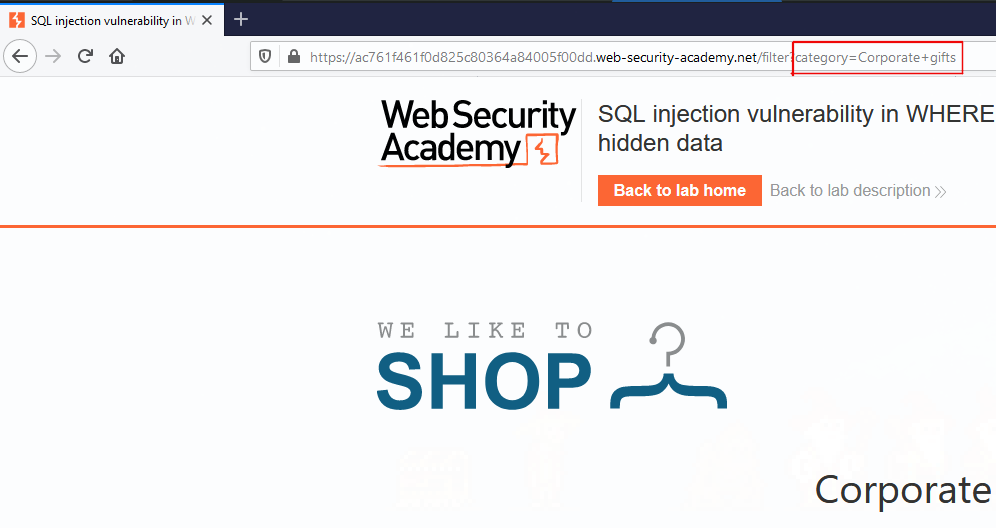 SQL injection vulnerability in W
https://ac761f461f0d825c80364a84005f00dd.web-security-academy.net/filter?category=Corporate+gifts
Web Security
Academy
SQL injection vulnerability in WHERE
hidden data
Back to lab home
Back to lab description
WE LIKE TO
SHOP
Corporate